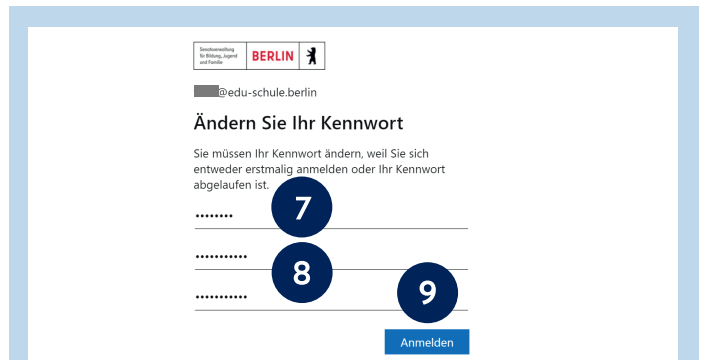 Senatsverwaltung
für Bildung, Jugend
und Familie
BERLIN
@edu-schule.berlin
Ändern Sie Ihr Kennwort
Sie müssen Ihr Kennwort ändern, weil Sie sich
entweder erstmalig anmelden oder Ihr Kennwort
abgelaufen ist.
7
8
9
Anmelden